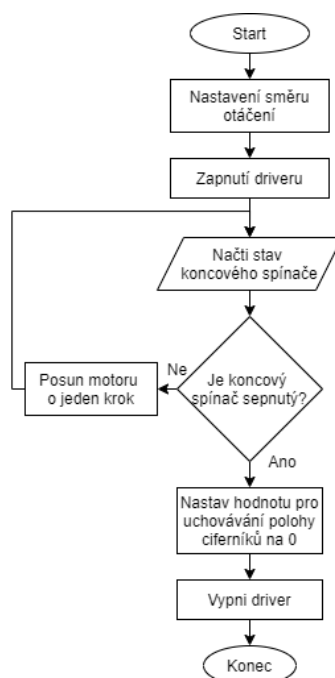 Start
Nastavení směru
otáčení
Zapnutí driveru
Načti stav
koncového spínače
Je koncový
spínač sepnutý?
Ne
Posun motoru
o jeden krok
Ano
Nastav hodnotu pro
uchovávání polohy
ciferníků na 0
Vypni driver
Konec